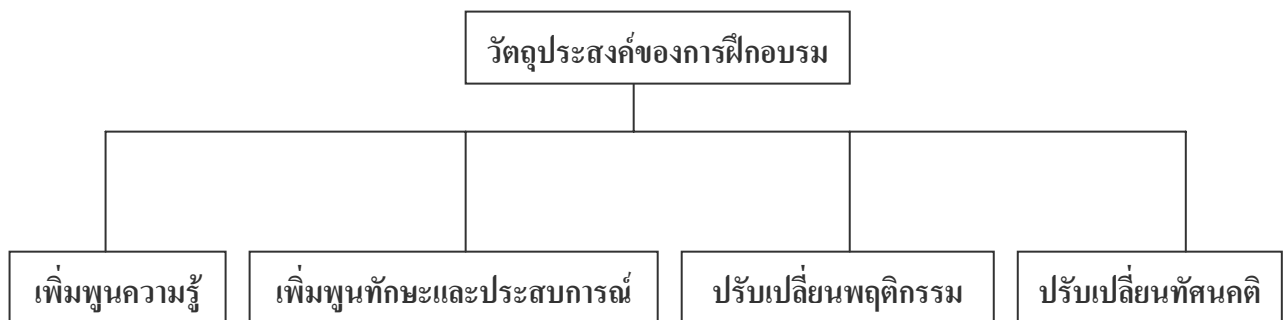 วัตถุประสงค์ของการฝึกอบรม
เพิ่มพูนความรู้
เพิ่มพูนทักษะและประสบการณ์
ปรับเปลี่ยนพฤติกรรม
ปรับเปลี่ยนทัศนคติ